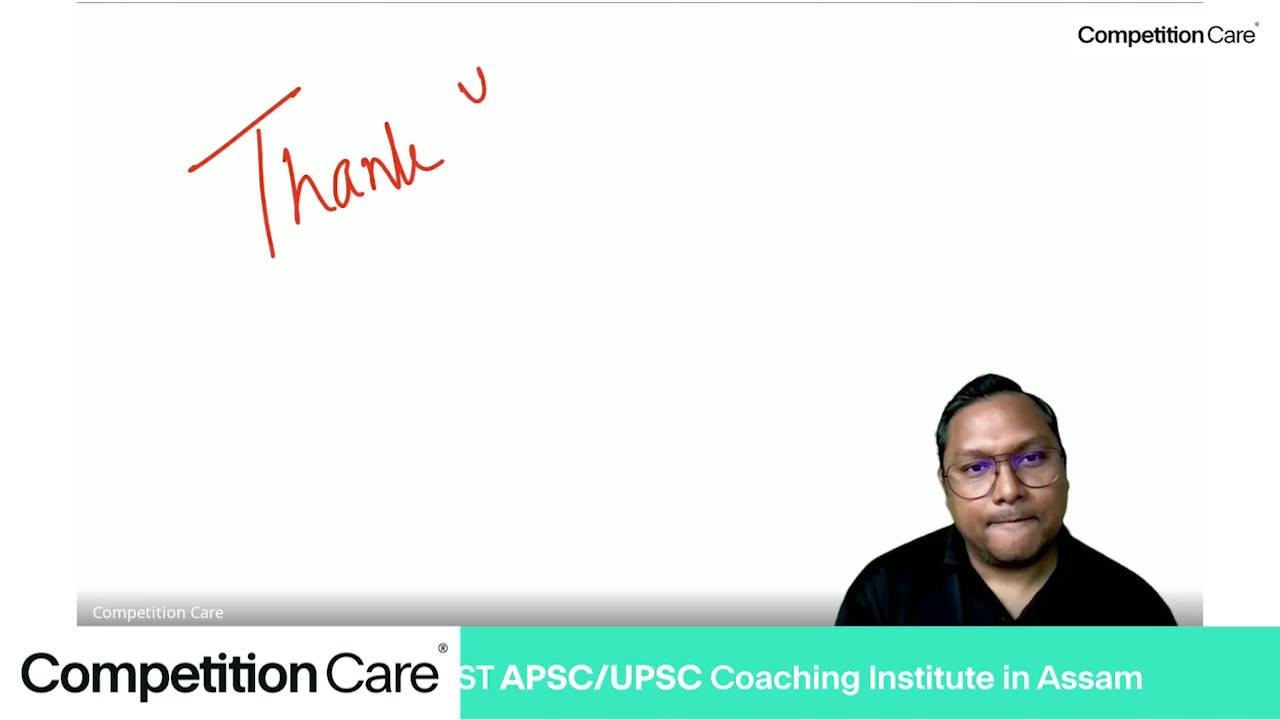 Competition Care®
Thank
Competition Care
Competition Care®
ST APSC/UPSC Coaching Institute in Assam